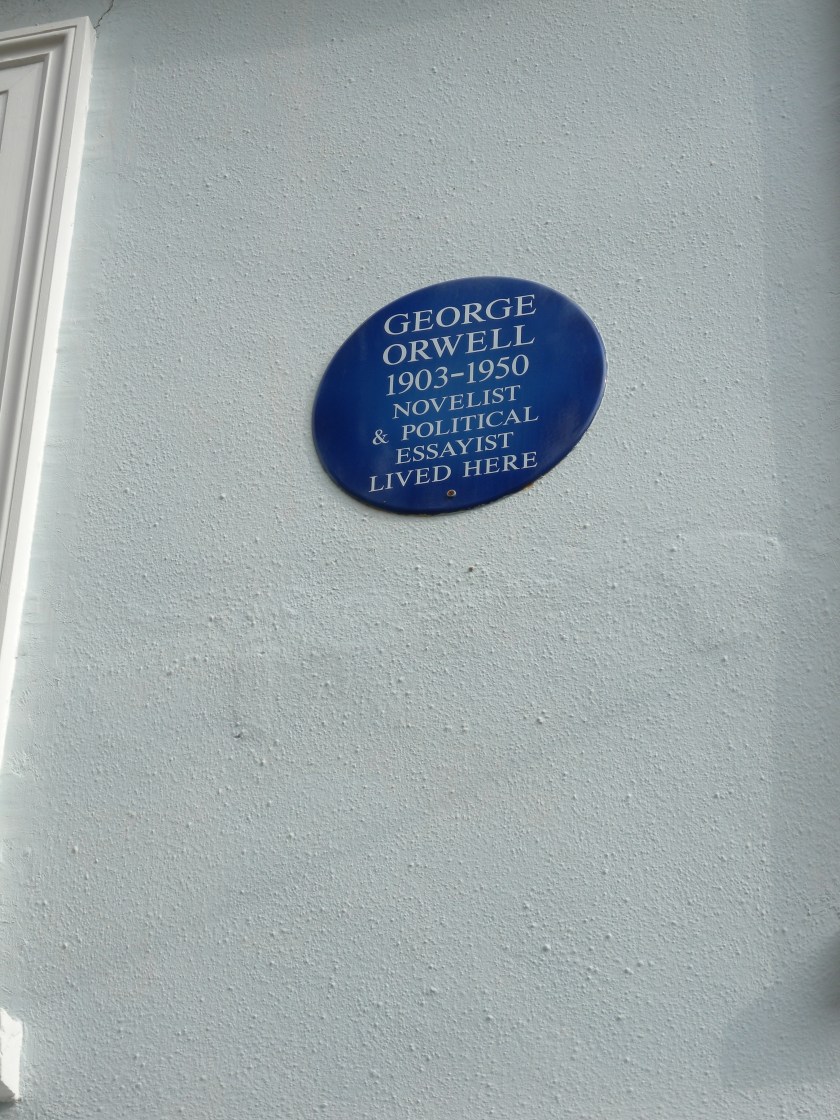 GEORGE
ORWELL
1903–1950
NOVELIST
& POLITICAL
ESSAYIST
LIVED HERE